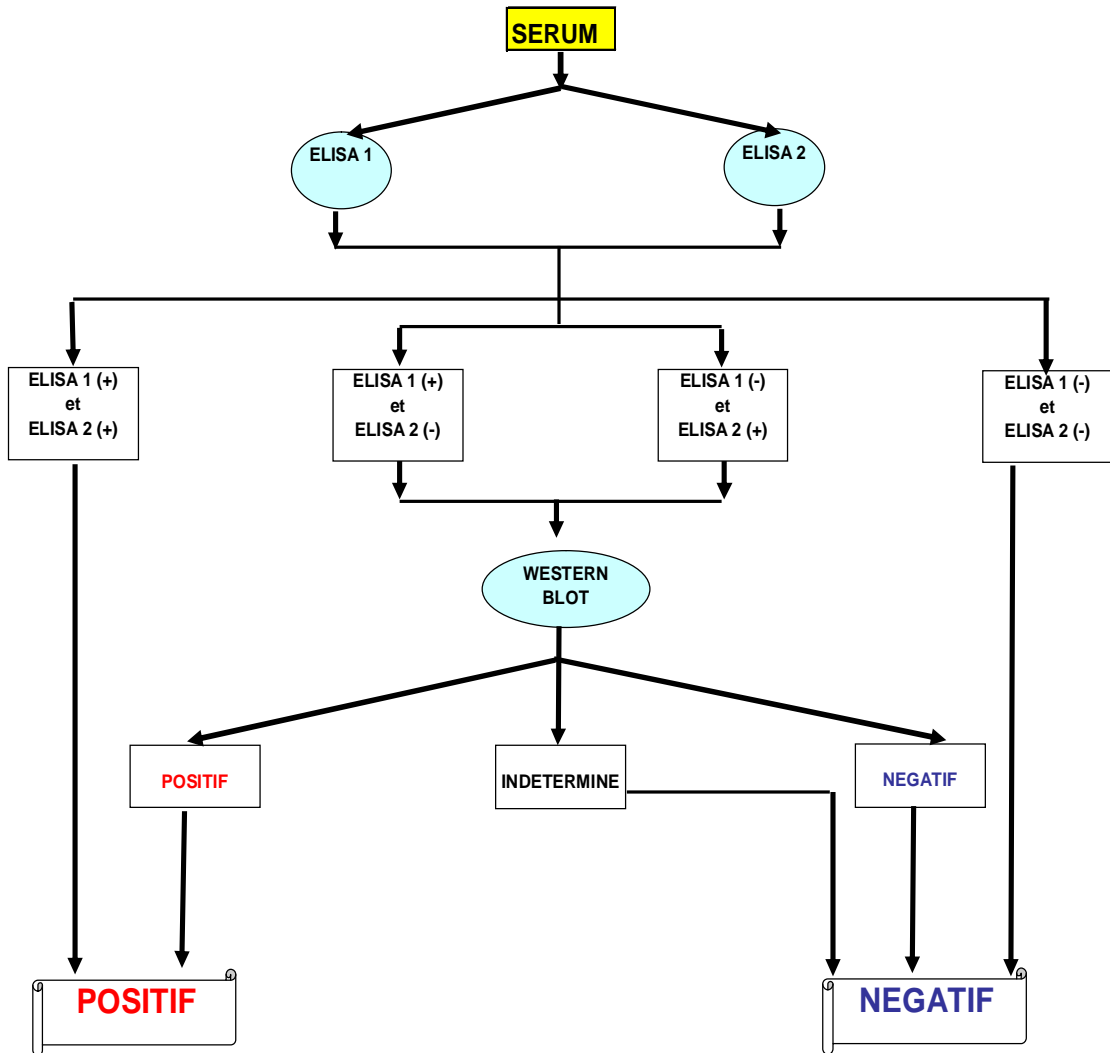 SERUM
ELISA 1
ELISA 2
ELISA 1 (+)
et
ELISA 2 (+)
ELISA 1 (+)
et
ELISA 2 (-)
ELISA 1 (-)
et
ELISA 2 (+)
ELISA 1 (-)
et
ELISA 2 (-)
WESTERN
BLOT
POSITIF
INDETERMINE
NEGATIF
POSITIF
NEGATIF